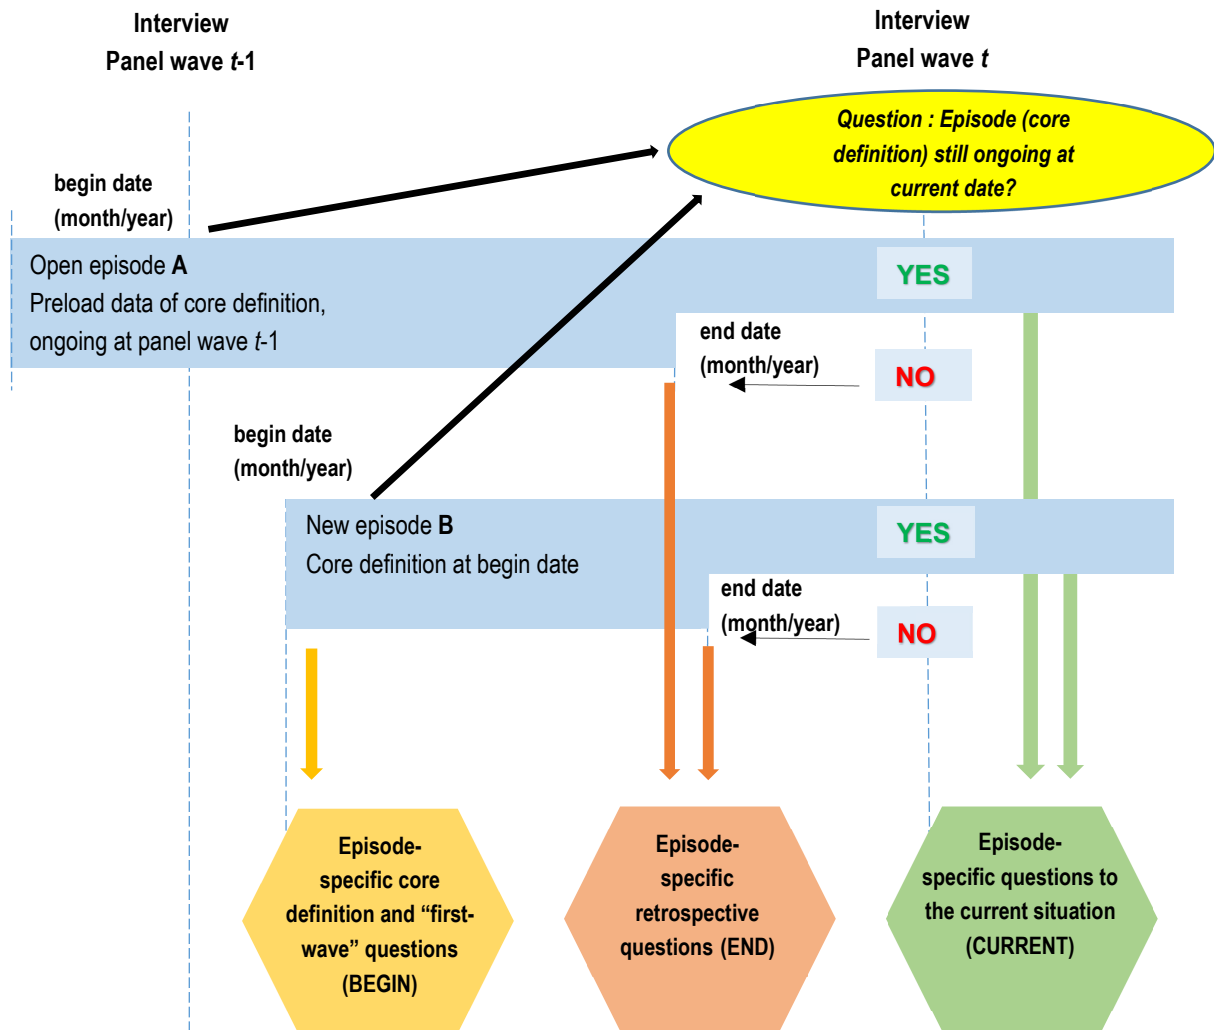 Interview
Panel wave t-1
Interview
Panel wave t
Question : Episode (core
definition) still ongoing at
current date?
begin date
(month/year)
Open episode A
Preload data of core definition,
ongoing at panel wave t-1
YES
end date
(month/year)
NO
begin date
(month/year)
New episode B
Core definition at begin date
YES
end date
(month/year)
NO
Episode-
specific core
definition and “first-
wave” questions
(BEGIN)
Episode-
specific
retrospective
questions (END)
Episode-
specific questions to
the current situation
(CURRENT)